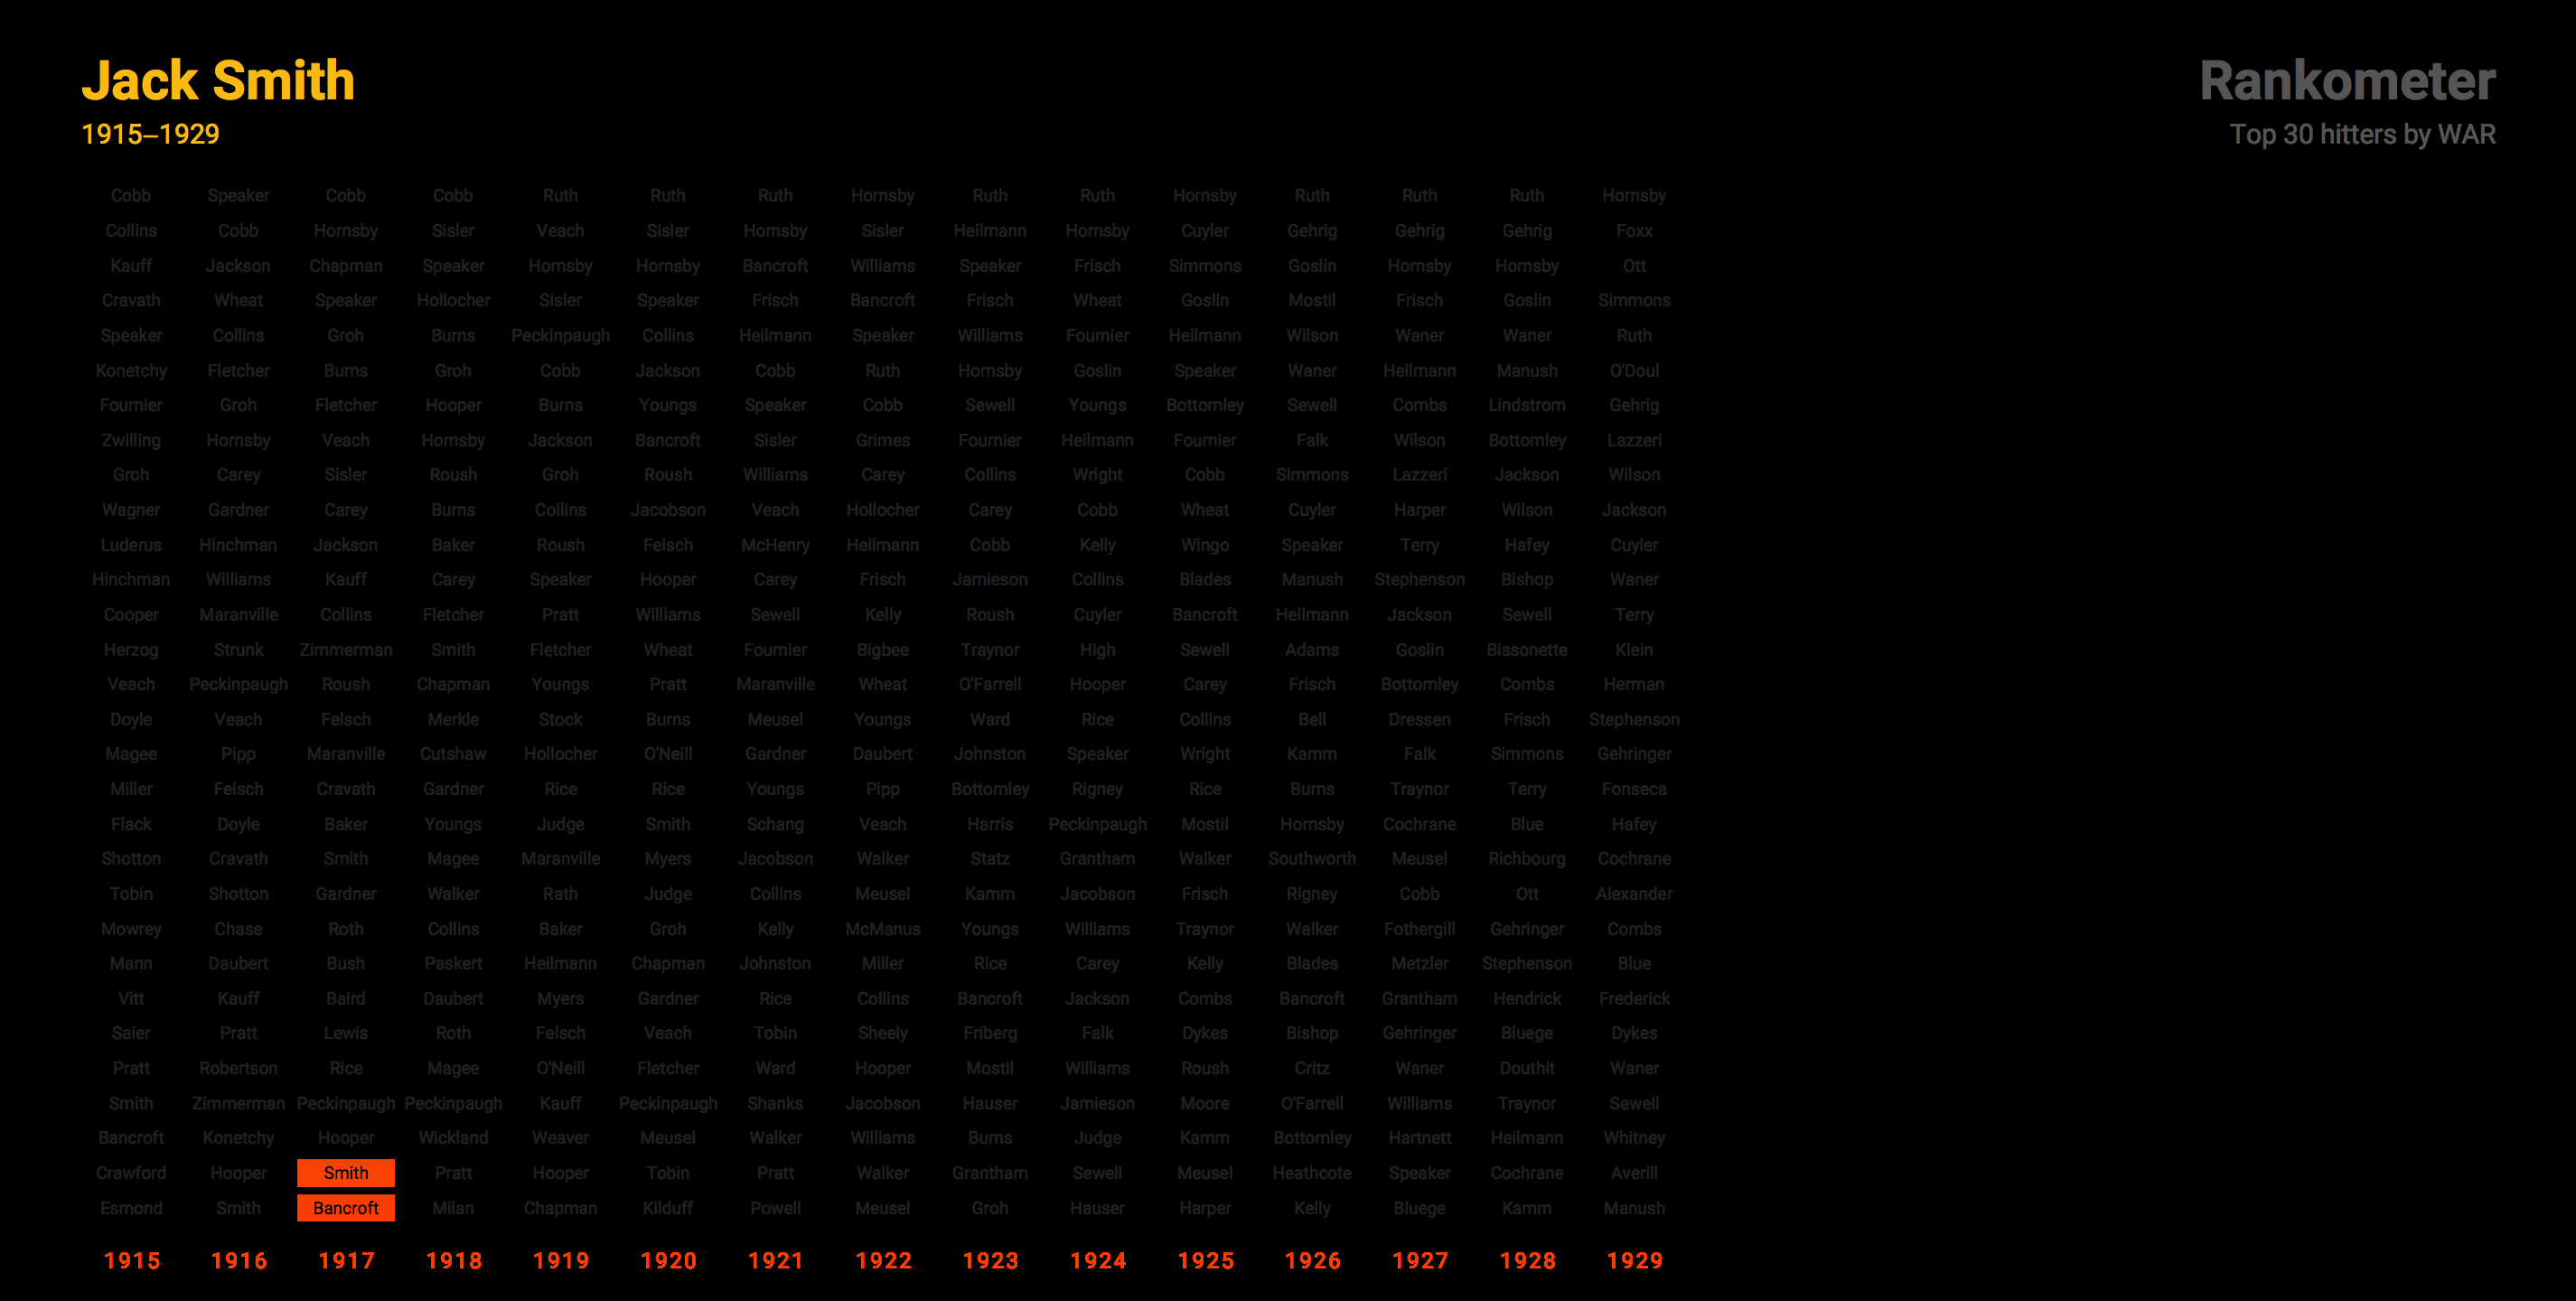 Jack Smith Rankometer
1915–1929 Top 30 hitters by WAR
Cobb Speaker Cobb Cobb Ruth Ruth Ruth Hornsby Ruth Ruth Hornsby Ruth Ruth Ruth Hornsby
Collins Cobb Hornsby Sisler Veach Sisler Hornsby Sisler Heilmann Hornsby Cuyler Gehrig Gehrig Gehrig Foxx
Kauff Jackson Chapman Speaker Hornsby Hornsby Bancroft Williams Speaker Frisch Simmons Goslin Hornsby Hornsby Ott
Cravath Wheat Speaker Hollocher Sisler Speaker Frisch Bancroft Frisch Wheat Goslin Mostil Frisch Goslin Simmons
Speaker Collins Groh Burns Peckinpaugh Collins Heilmann Speaker Williams Fournier Heilmann Wilson Waner Waner Ruth
Konetchy Fletcher Burns Groh Cobb Jackson Cobb Ruth Hornsby Goslin Speaker Waner Heilmann Manush O'Doul
Fournier Groh Fletcher Hooper Burns Youngs Speaker Cobb Sewell Youngs Bottomley Sewell Combs Lindstrom Gehrig
Zwilling Hornsby Veach Hornsby Jackson Bancroft Sisler Grimes Fournier Heilmann Fournier Falk Wilson Bottomley Lazzeri
Groh Carey Sisler Roush Groh Roush Williams Carey Collins Wright Cobb Simmons Lazzeri Jackson Wilson
Wagner Gardner Carey Burns Collins Jacobson Veach Hollocher Carey Cobb Wheat Cuyler Harper Wilson Jackson
Luderus Hinchman Jackson Baker Roush Felsch McHenry Heilmann Cobb Kelly Wingo Speaker Terry Hafey Cuyler
Hinchman Williams Kauff Carey Speaker Hooper Carey Frisch Jamieson Collins Blades Manush Stephenson Bishop Waner
Cooper Maranville Collins Fletcher Pratt Williams Sewell Kelly Roush Cuyler Bancroft Heilmann Jackson Sewell Terry
Herzog Strunk Zimmerman Smith Fletcher Wheat Fournier Bigbee Traynor High Sewell Adams Goslin Bissonette Klein
Veach Peckinpaugh Roush Chapman Youngs Pratt Maranville Wheat O'Farrell Hooper Carey Frisch Bottomley Combs Herman
Doyle Veach Felsch Merkle Stock Burns Meusel Youngs Ward Rice Collins Bell Dressen Frisch Stephenson
Magee Pipp Maranville Cutshaw Hollocher O'Neill Gardner Daubert Johnston Speaker Wright Kamm Falk Simmons Gehringer
Miller Felsch Cravath Gardner Rice Rice Youngs Pipp Bottomley Rigney Rice Burns Traynor Terry Fonseca
Flack Doyle Baker Youngs Judge Smith Schang Veach Harris Peckinpaugh Mostil Hornsby Cochrane Blue Hafey
Shotton Cravath Smith Magee Maranville Myers Jacobson Walker Statz Grantham Walker Southworth Meusel Richbourg Cochrane
Tobin Shotton Gardner Walker Rath Judge Collins Meusel Kamm Jacobson Frisch Rigney Cobb Ott Alexander
Mowrey Chase Roth Collins Baker Groh Kelly McManus Youngs Williams Traynor Walker Fothergill Gehringer Combs
Mann Daubert Bush Paskert Heilmann Chapman Johnston Miller Rice Carey Kelly Blades Metzler Stephenson Blue
Vitt Kauff Baird Daubert Myers Gardner Rice Collins Bancroft Jackson Combs Bancroft Grantham Hendrick Frederick
Saier Pratt Lewis Roth Felsch Veach Tobin Sheely Friberg Falk Dykes Bishop Gehringer Bluege Dykes
Pratt Robertson Rice Magee O'Neill Fletcher Ward Hooper Mostil Williams Roush Critz Waner Douthit Waner
Smith Zimmerman Peckinpaugh Peckinpaugh Kauff Peckinpaugh Shanks Jacobson Hauser Jamieson Moore O'Farrell Williams Traynor Sewell
Bancroft Konetchy Hooper Wickland Weaver Meusel Walker Williams Burns Judge Kamm Bottomley Hartnett Heilmann Whitney
Crawford Hooper Smith Pratt Hooper Tobin Pratt Walker Grantham Sewell Meusel Heathcote Speaker Cochrane Averill
Esmond Smith Bancroft Milan Chapman Kilduff Powell Meusel Groh Hauser Harper Kelly Bluege Kamm Manush
1915 1916 1917 1918 1919 1920 1921 1922 1923 1924 1925 1926 1927 1928 1929